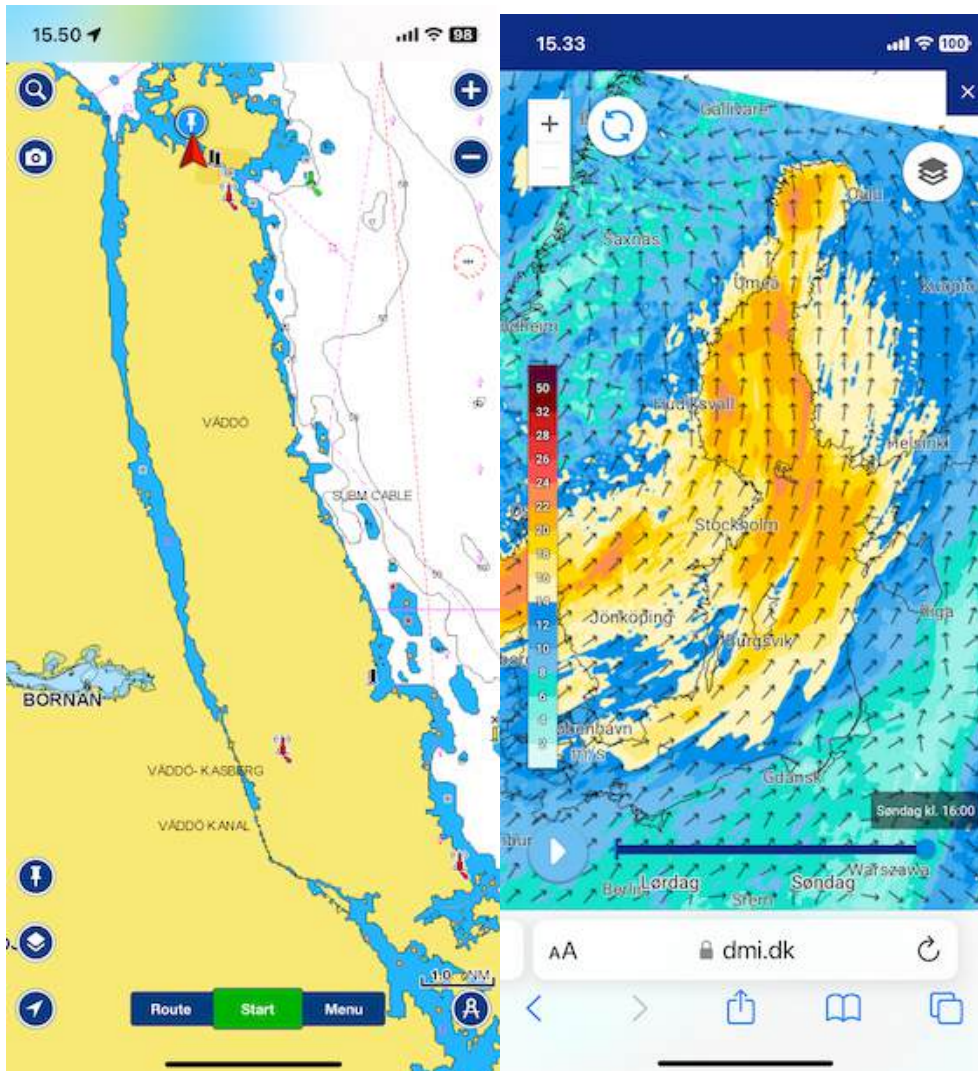 15.50
98
VÄDDÖ
SUBM CABLE
50
50
50
BORNAN
VÄDDÖ-KASBERG
VÄDDÖ KANAL
1.0 NM
Route
Start
Menu
15.33
100
Gällivare
Oulu
Saxnäs
Umeå
Kuopio
50
32
28
26
24
22
20
18
16
14
12
10
8
6
4
2
m/s
Hudiksvall
Helsinki
Stockholm
Jönköping
Riga
Burgsvik
København
Gdańsk
Søndag kl. 16:00
Warszawa
Lørdag
Søndag
Berlin
AA
dmi.dk